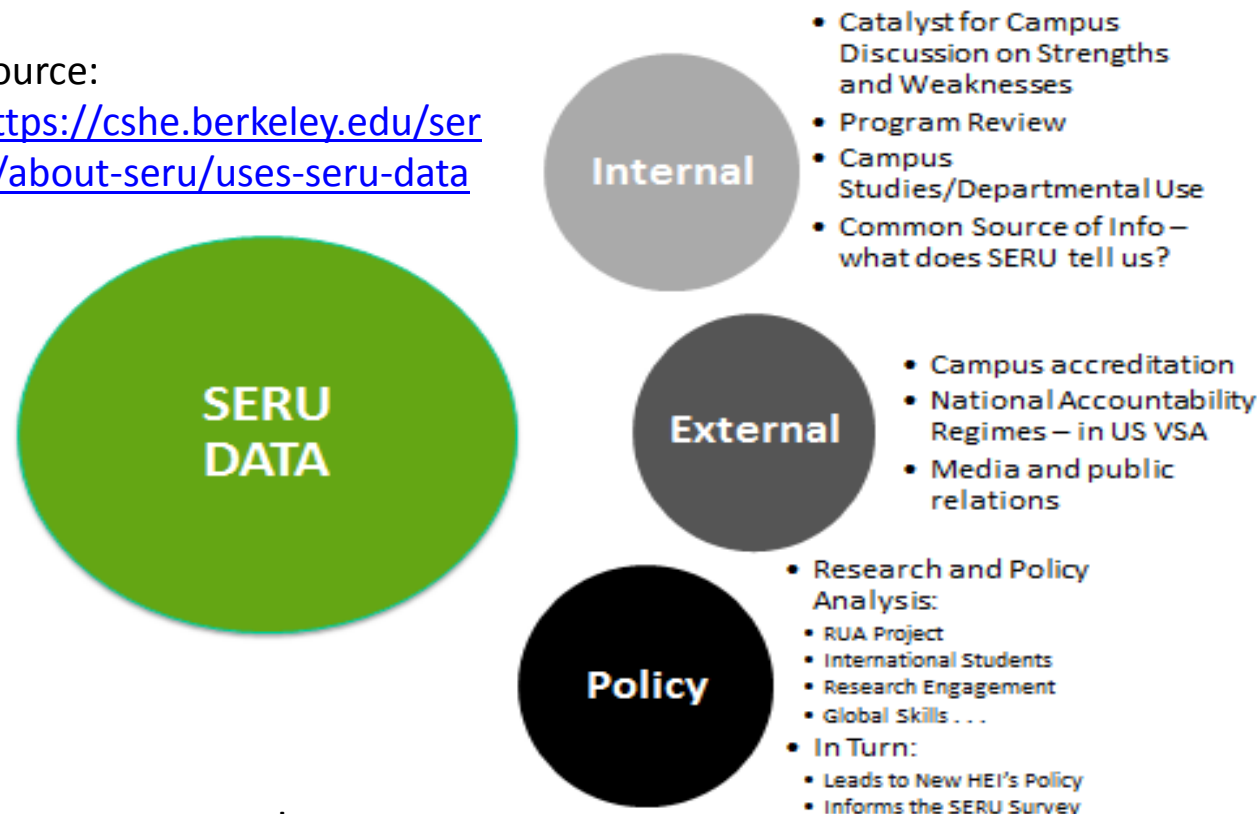 ource:
ttps://cshe.berkeley.edu/ser
/about-seru/uses-seru-data
SERU
DATA
Internal
• Catalyst for Campus
Discussion on Strengths
and Weaknesses
• Program Review
• Campus
Studies/Departmental Use
• Common Source of Info –
what does SERU tell us?
External
• Campus accreditation
• National Accountability
Regimes – in US VSA
• Media and public
relations
Policy
• Research and Policy
Analysis:
• RUA Project
• International Students
• Research Engagement
• Global Skills . . .
• In Turn:
• Leads to New HEI's Policy
• Informs the SERU Survey